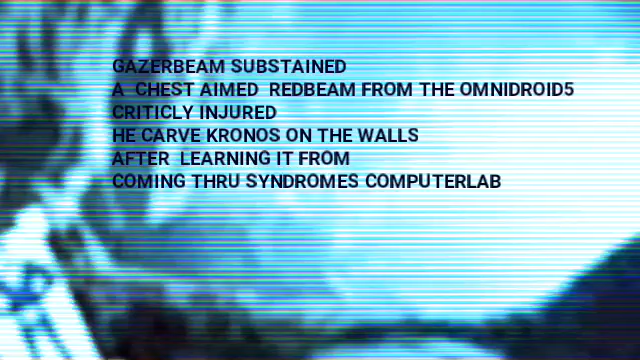 GAZERBEAM SUBSTAINED
A CHEST AIMED REDBEAM FROM THE OMNIDROID5
CRITICLY INJURED
HE CARVE KRONOS ON THE WALLS
AFTER LEARNING IT FROM
COMING THRU SYNDROMES COMPUTERLAB